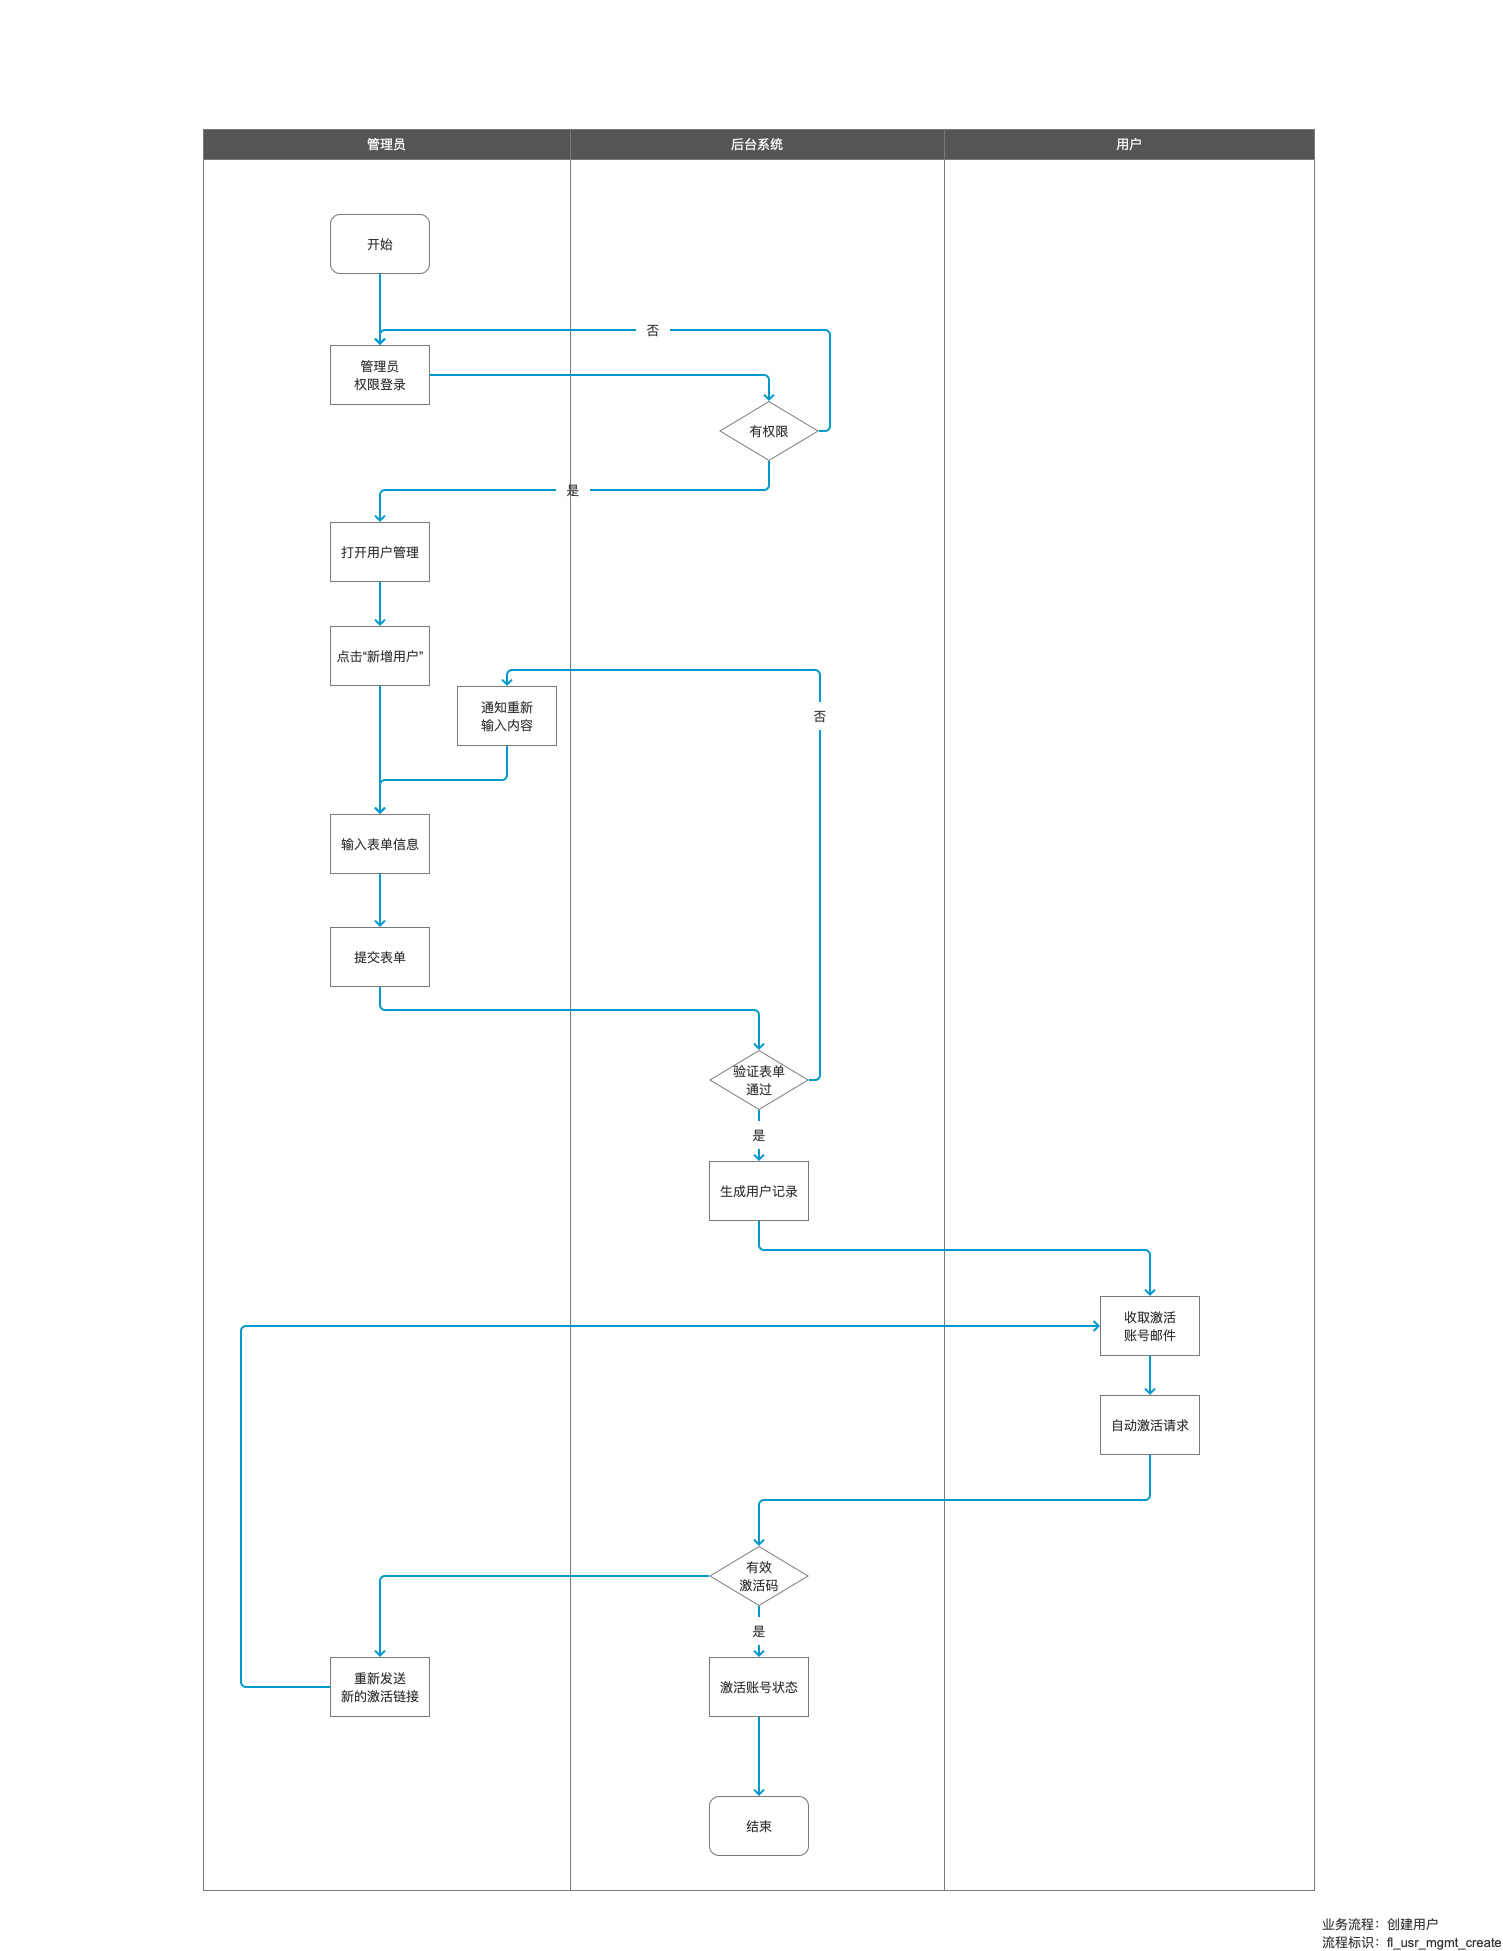 管理员
后台系统
用户
开始
否
管理员
权限登录
有权限
是
打开用户管理
点击“新增用户”
通知重新
输入内容
否
输入表单信息
提交表单
验证表单
通过
是
生成用户记录
收取激活
账号邮件
自动激活请求
有效
激活码
是
重新发送
新的激活链接
激活账号状态
结束
业务流程：创建用户
流程标识：fl_usr_mgmt_create